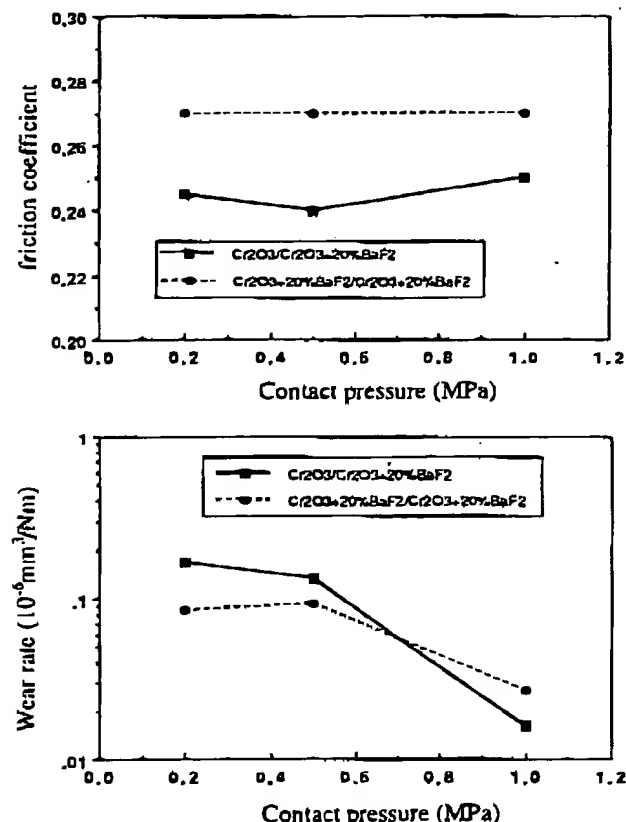 0.30
0.28
0.26
0.24
0.22
0.20
friction coefficient
Cr2O3/Cr2O3-20%BaF2
Cr2O3-20%BaF2/Cr2O3+20%BaF2
0.0 0.2 0.4 0.6 0.8 1.0 1.2
Contact pressure (MPa)
1
.1
.01
Wear rate (10⁻⁶mm³/Nm)
Cr2O3/Cr2O3-20%BaF2
Cr2O3+20%BaF2/Cr2O3+20%BaF2
0.0 0.2 0.4 0.6 0.8 1.0 1.2
Contact pressure (MPa)